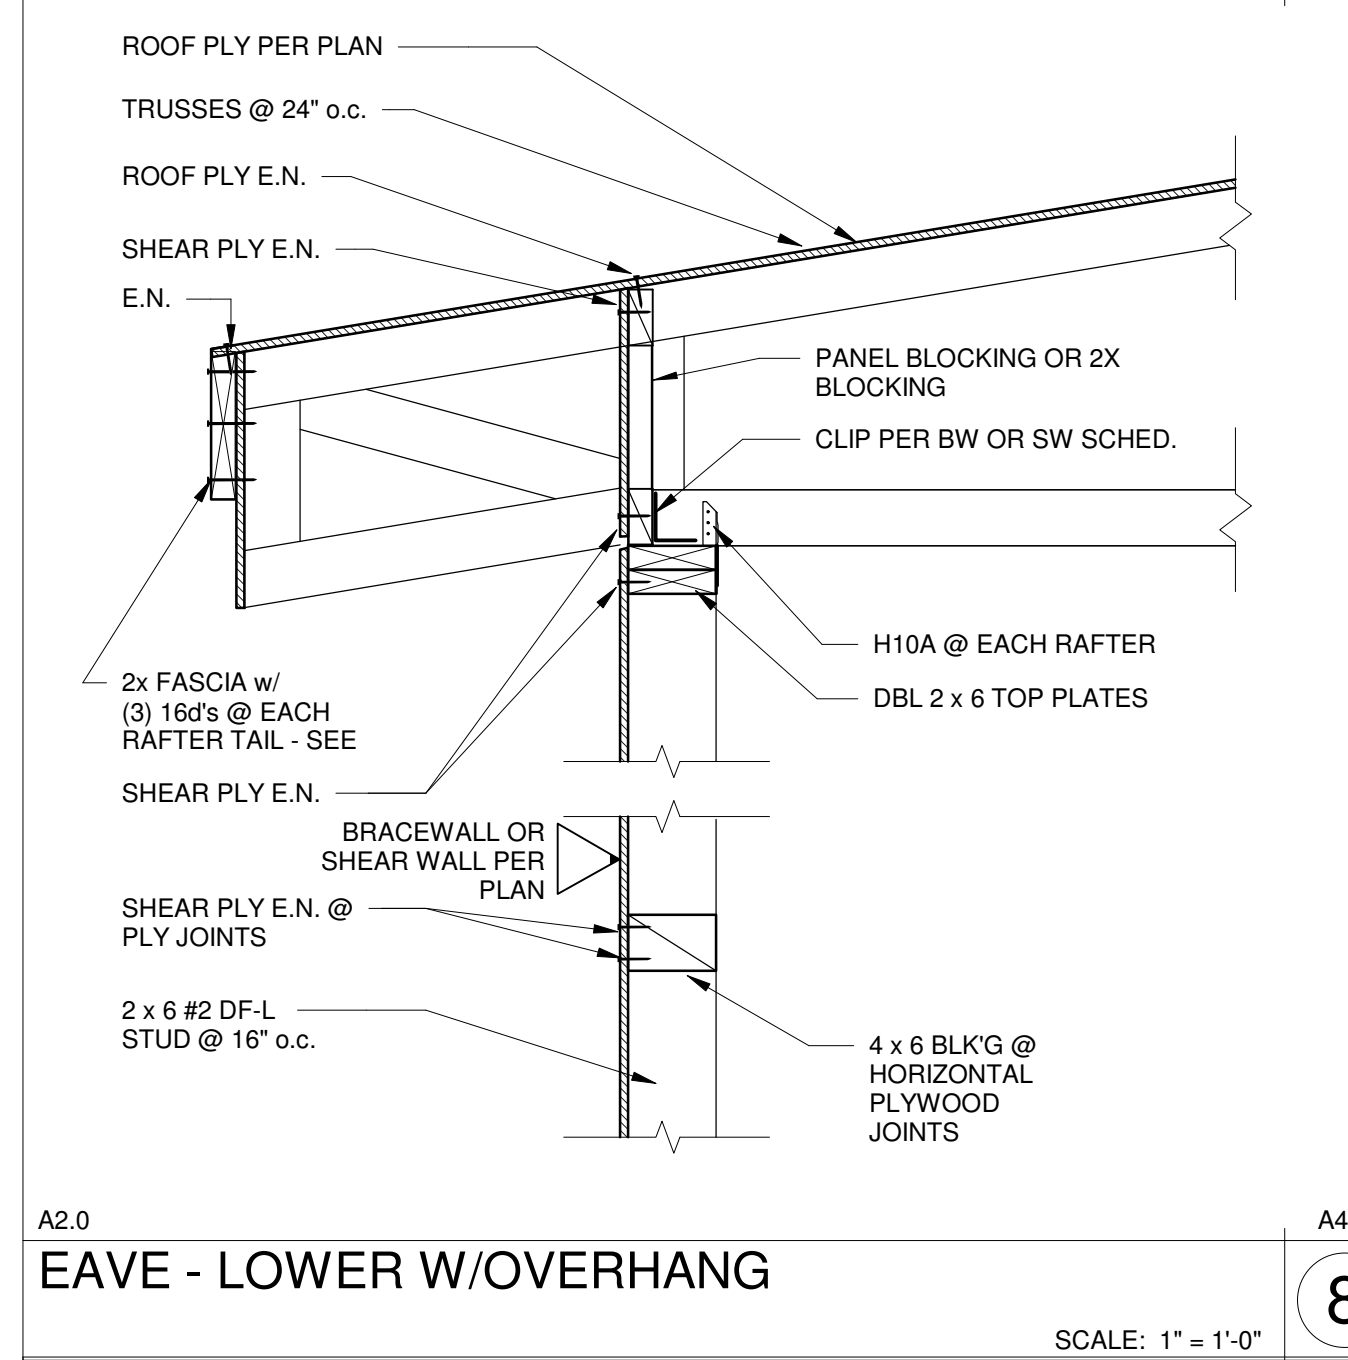 ROOF PLY PER PLAN
TRUSSES @ 24" o.c.
ROOF PLY E.N.
SHEAR PLY E.N.
E.N.
PANEL BLOCKING OR 2X
BLOCKING
CLIP PER BW OR SW SCHED.
H10A @ EACH RAFTER
DBL 2 x 6 TOP PLATES
2x FASCIA w/
(3) 16d's @ EACH
RAFTER TAIL - SEE
SHEAR PLY E.N.
BRACEWALL OR
SHEAR WALL PER
PLAN
SHEAR PLY E.N. @
PLY JOINTS
2 x 6 #2 DF-L
STUD @ 16" o.c.
4 x 6 BLK'G @
HORIZONTAL
PLYWOOD
JOINTS
A2.0
A4
EAVE - LOWER W/OVERHANG
8
SCALE: 1" = 1'-0"